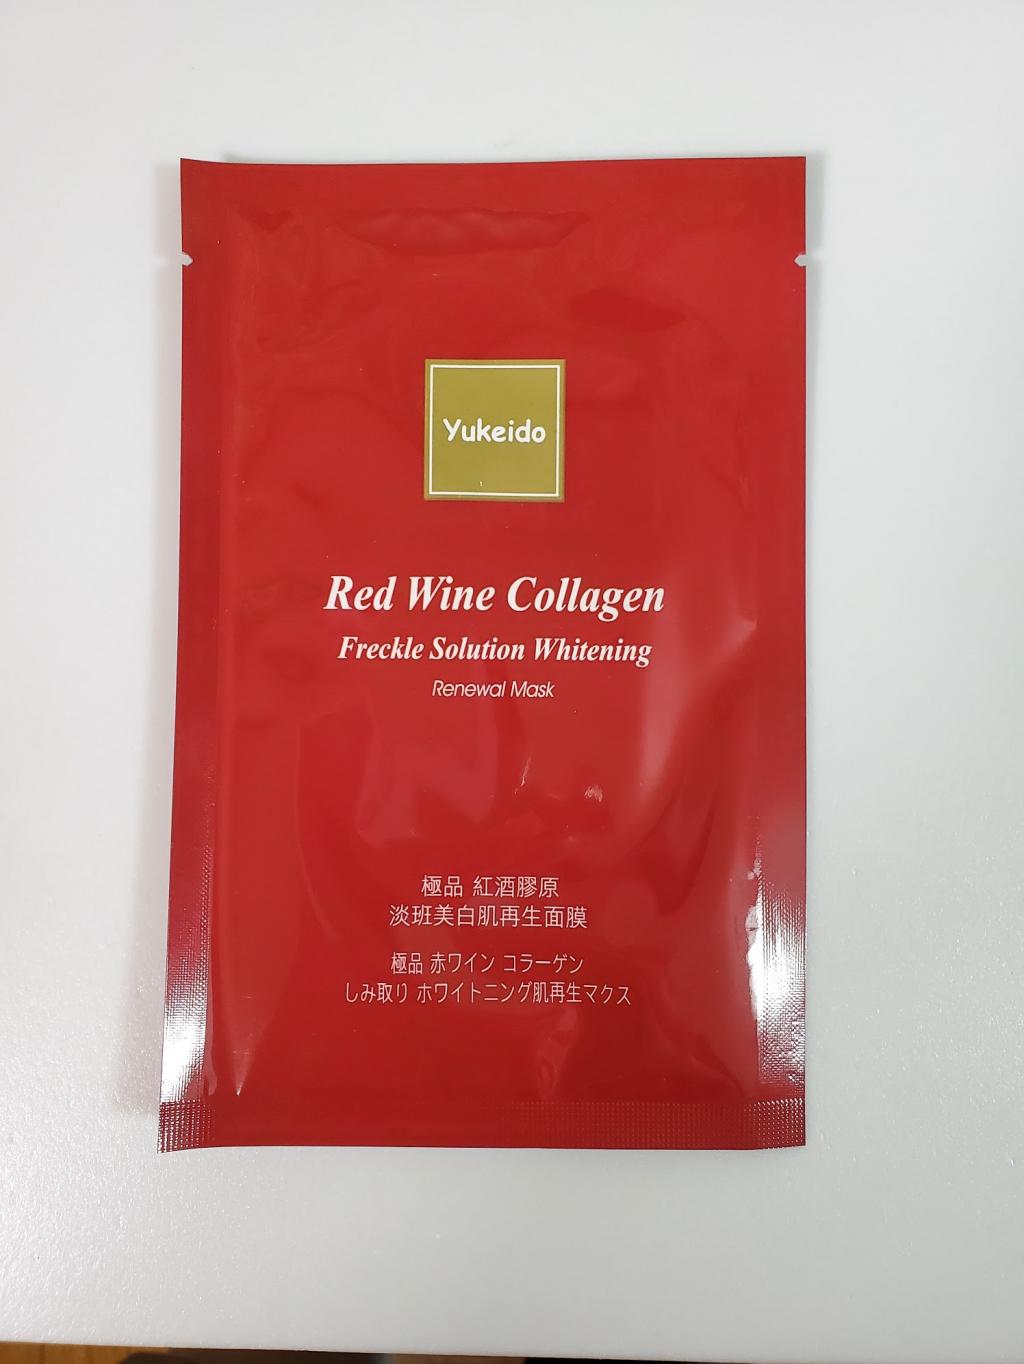 Yukeido
Red Wine Collagen
Freckle Solution Whitening
Renewal Mask
極品 紅酒膠原
淡班美白肌再生面膜
極品 赤ワイン コラーゲン
しみ取り ホワイトニング肌再生マクス